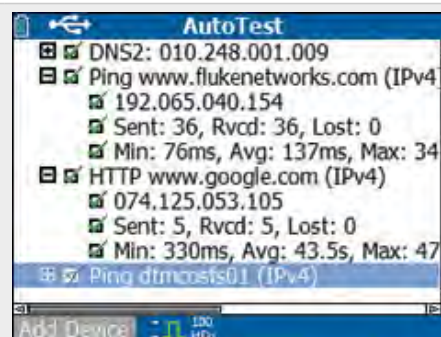 AutoTest
DNS2: 010.248.001.009
Ping www.flukenetworks.com (IPv4
192.065.040.154
Sent: 36, Rvcd: 36, Lost: 0
Min: 76ms, Avg: 137ms, Max: 34
HTTP www.google.com (IPv4)
074.125.053.105
Sent: 5, Rvcd: 5, Lost: 0
Min: 330ms, Avg: 43.5s, Max: 47
Ping dtmcosfs01 (IPv4)
Add Device
100